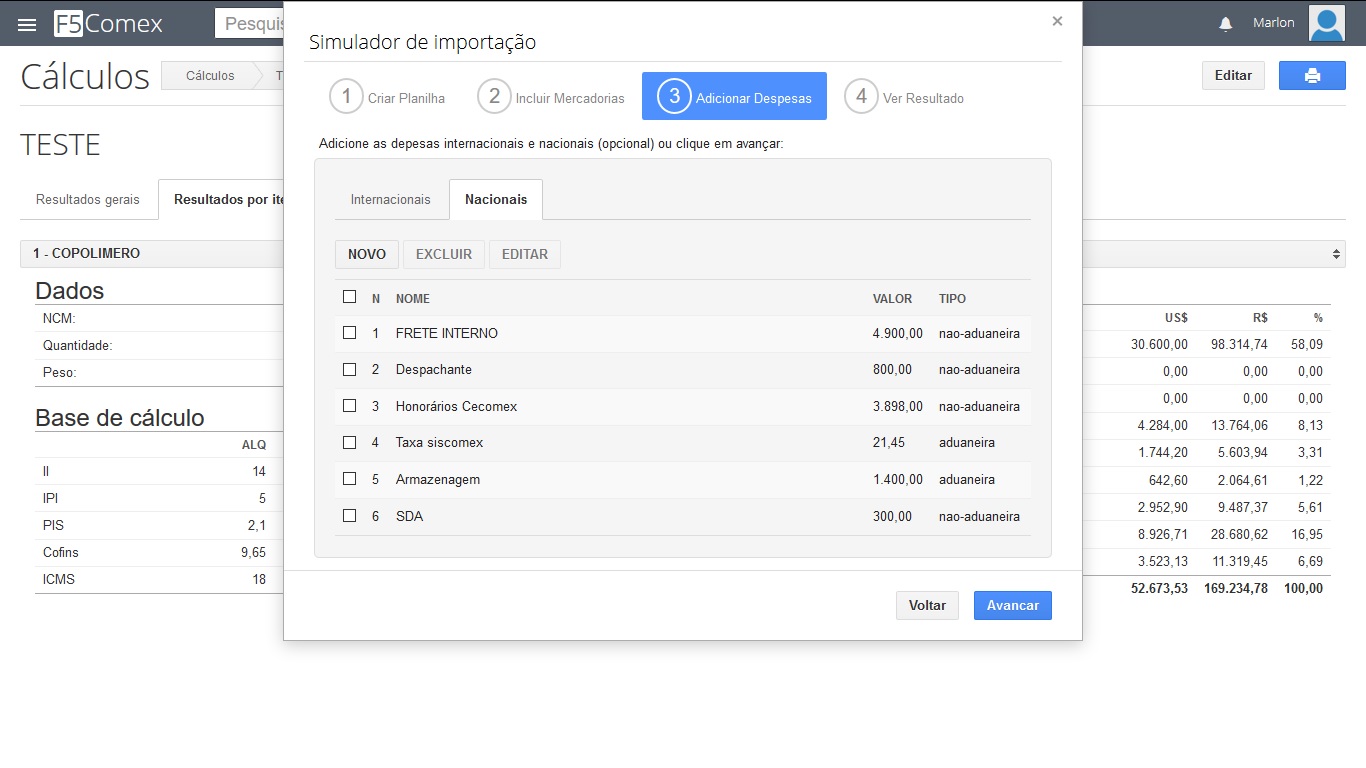 F5Comex
Pesquis
Marlon
Cálculos
Cálculos
T
Editar
TESTE
Resultados gerais
Resultados por ite
1 - COPOLIMERO
Dados
NCM:
Quantidade:
Peso:
Base de cálculo
ALQ
II 14
IPI 5
PIS 2,1
Cofins 9,65
ICMS 18
×
Simulador de importação
1 Criar Planilha
2 Incluir Mercadorias
3 Adicionar Despesas
4 Ver Resultado
Adicione as depesas internacionais e nacionais (opcional) ou clique em avançar:
Internacionais
Nacionais
NOVO EXCLUIR EDITAR
N NOME VALOR TIPO
1 FRETE INTERNO 4.900,00 nao-aduaneira
2 Despachante 800,00 nao-aduaneira
3 Honorários Cecomex 3.898,00 nao-aduaneira
4 Taxa siscomex 21,45 aduaneira
5 Armazenagem 1.400,00 aduaneira
6 SDA 300,00 nao-aduaneira
Voltar Avancar
US$ R$ %
30.600,00 98.314,74 58,09
0,00 0,00 0,00
0,00 0,00 0,00
4.284,00 13.764,06 8,13
1.744,20 5.603,94 3,31
642,60 2.064,61 1,22
2.952,90 9.487,37 5,61
8.926,71 28.680,62 16,95
3.523,13 11.319,45 6,69
52.673,53 169.234,78 100,00